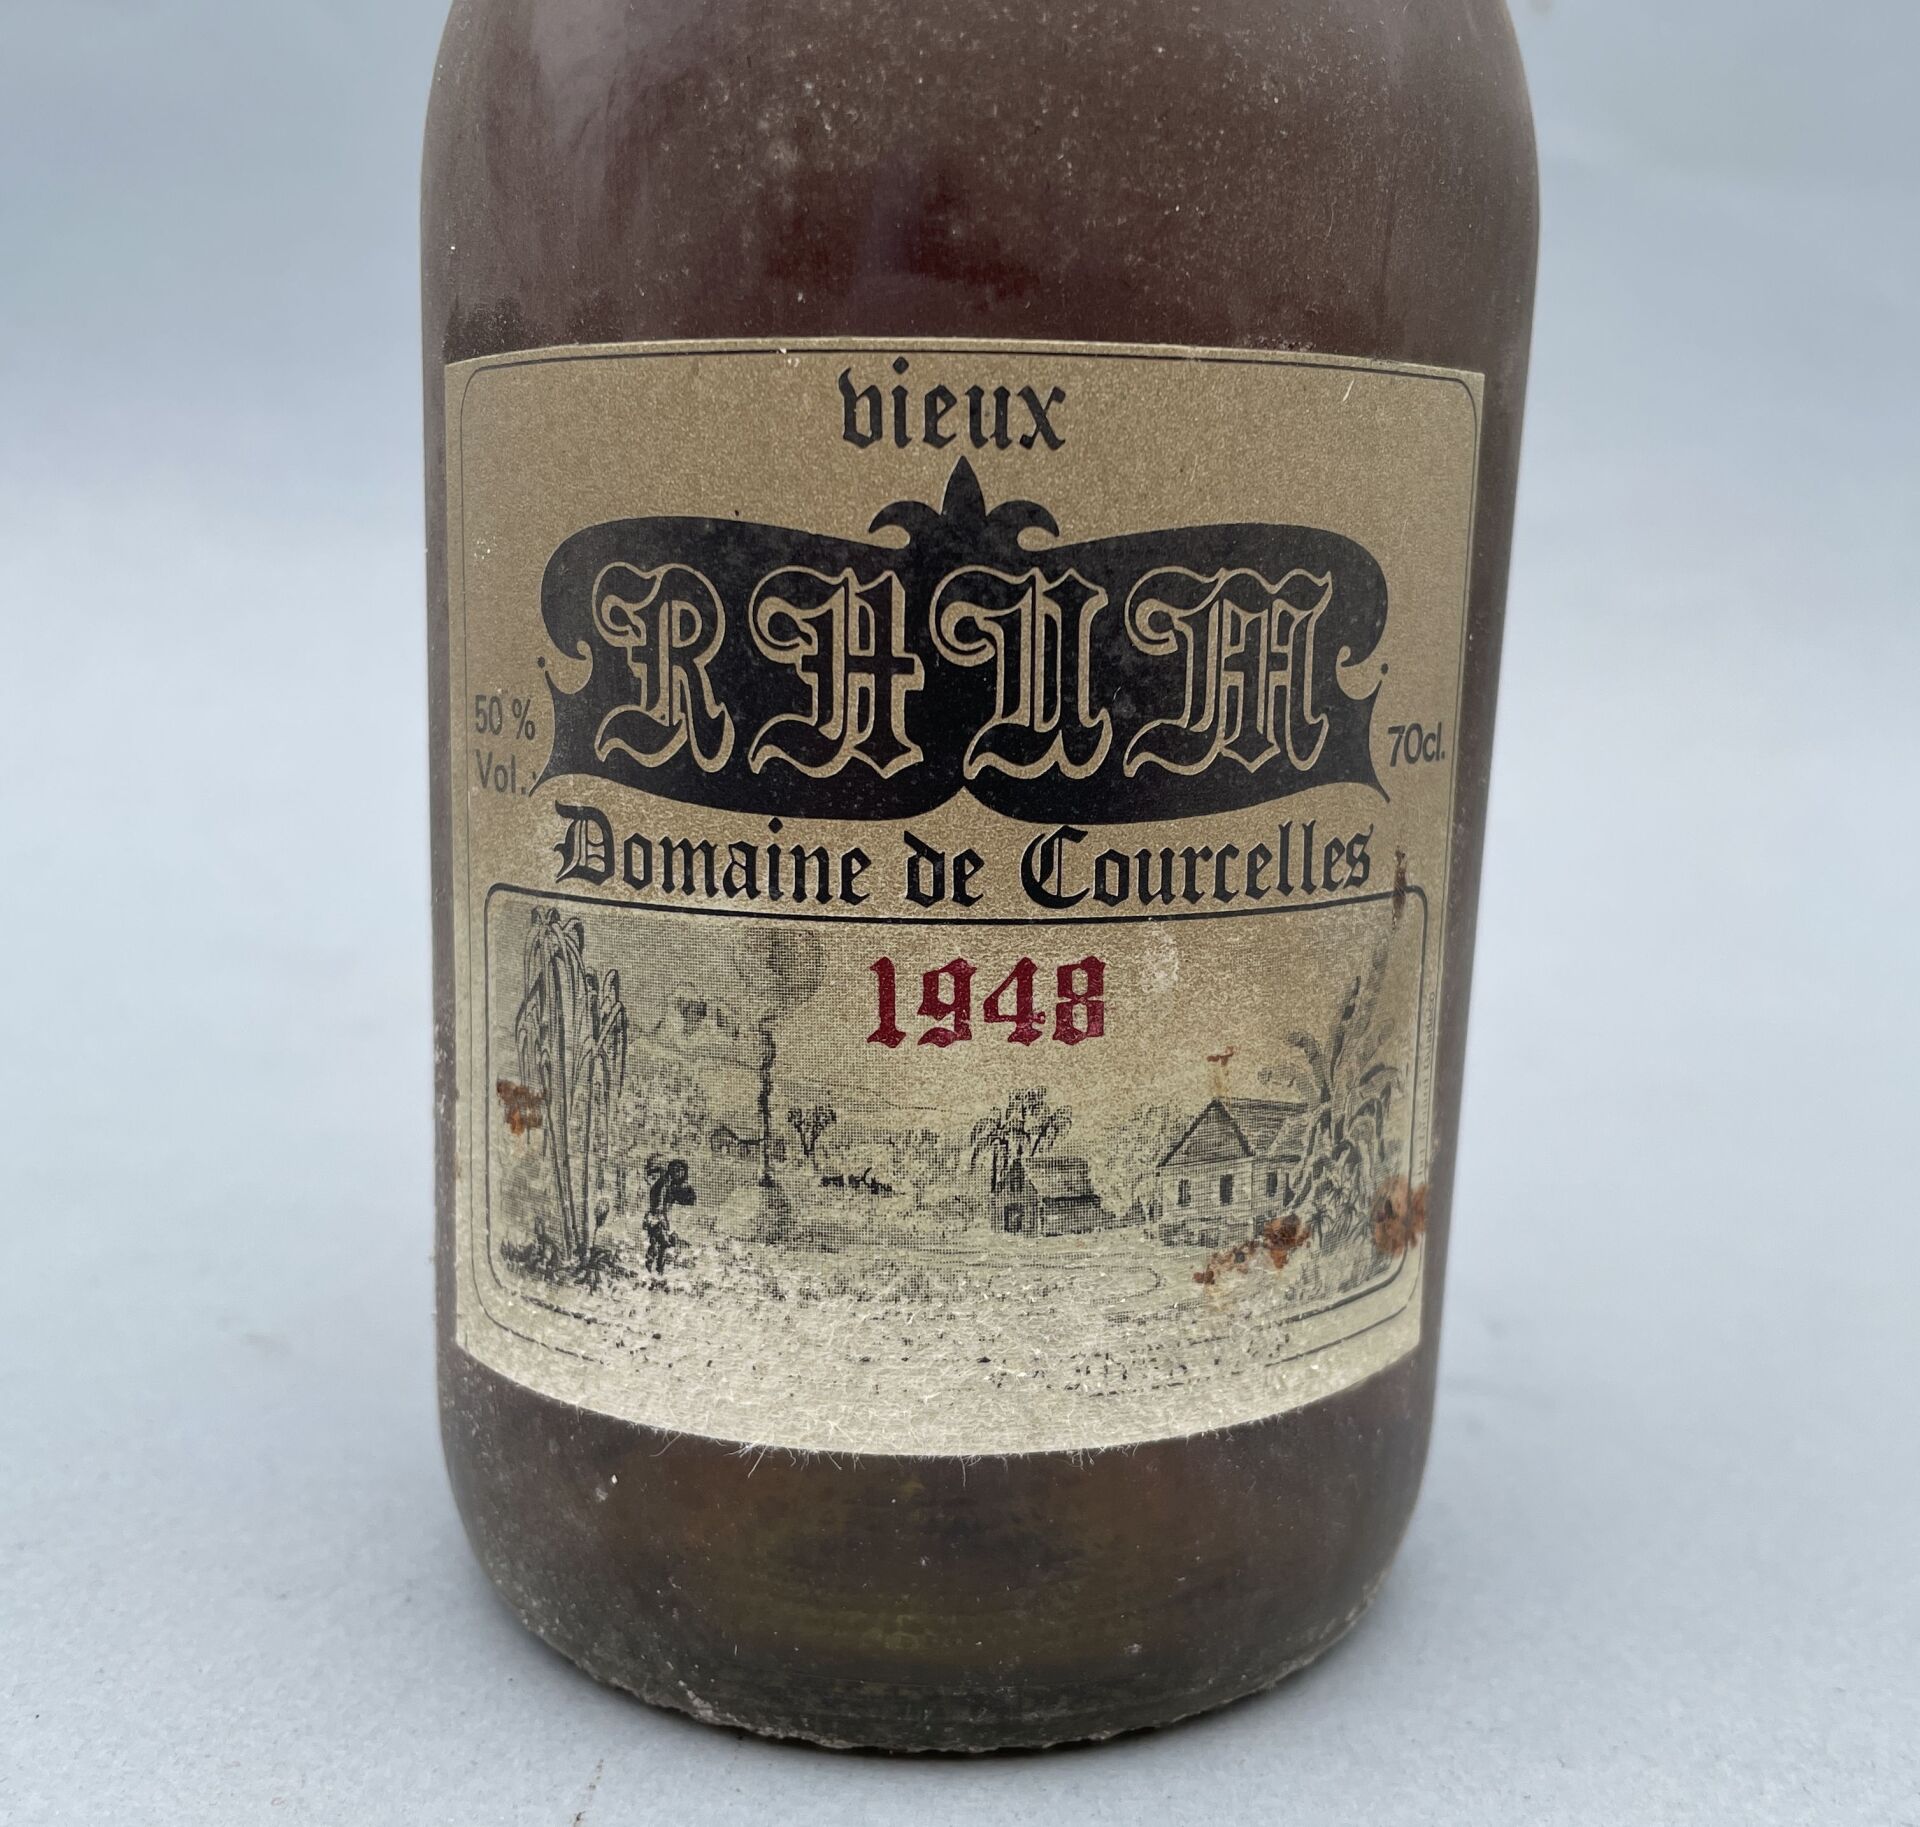 vieux
RHUM
50 %
Vol.
70cl.
Domaine de Courcelles
1948